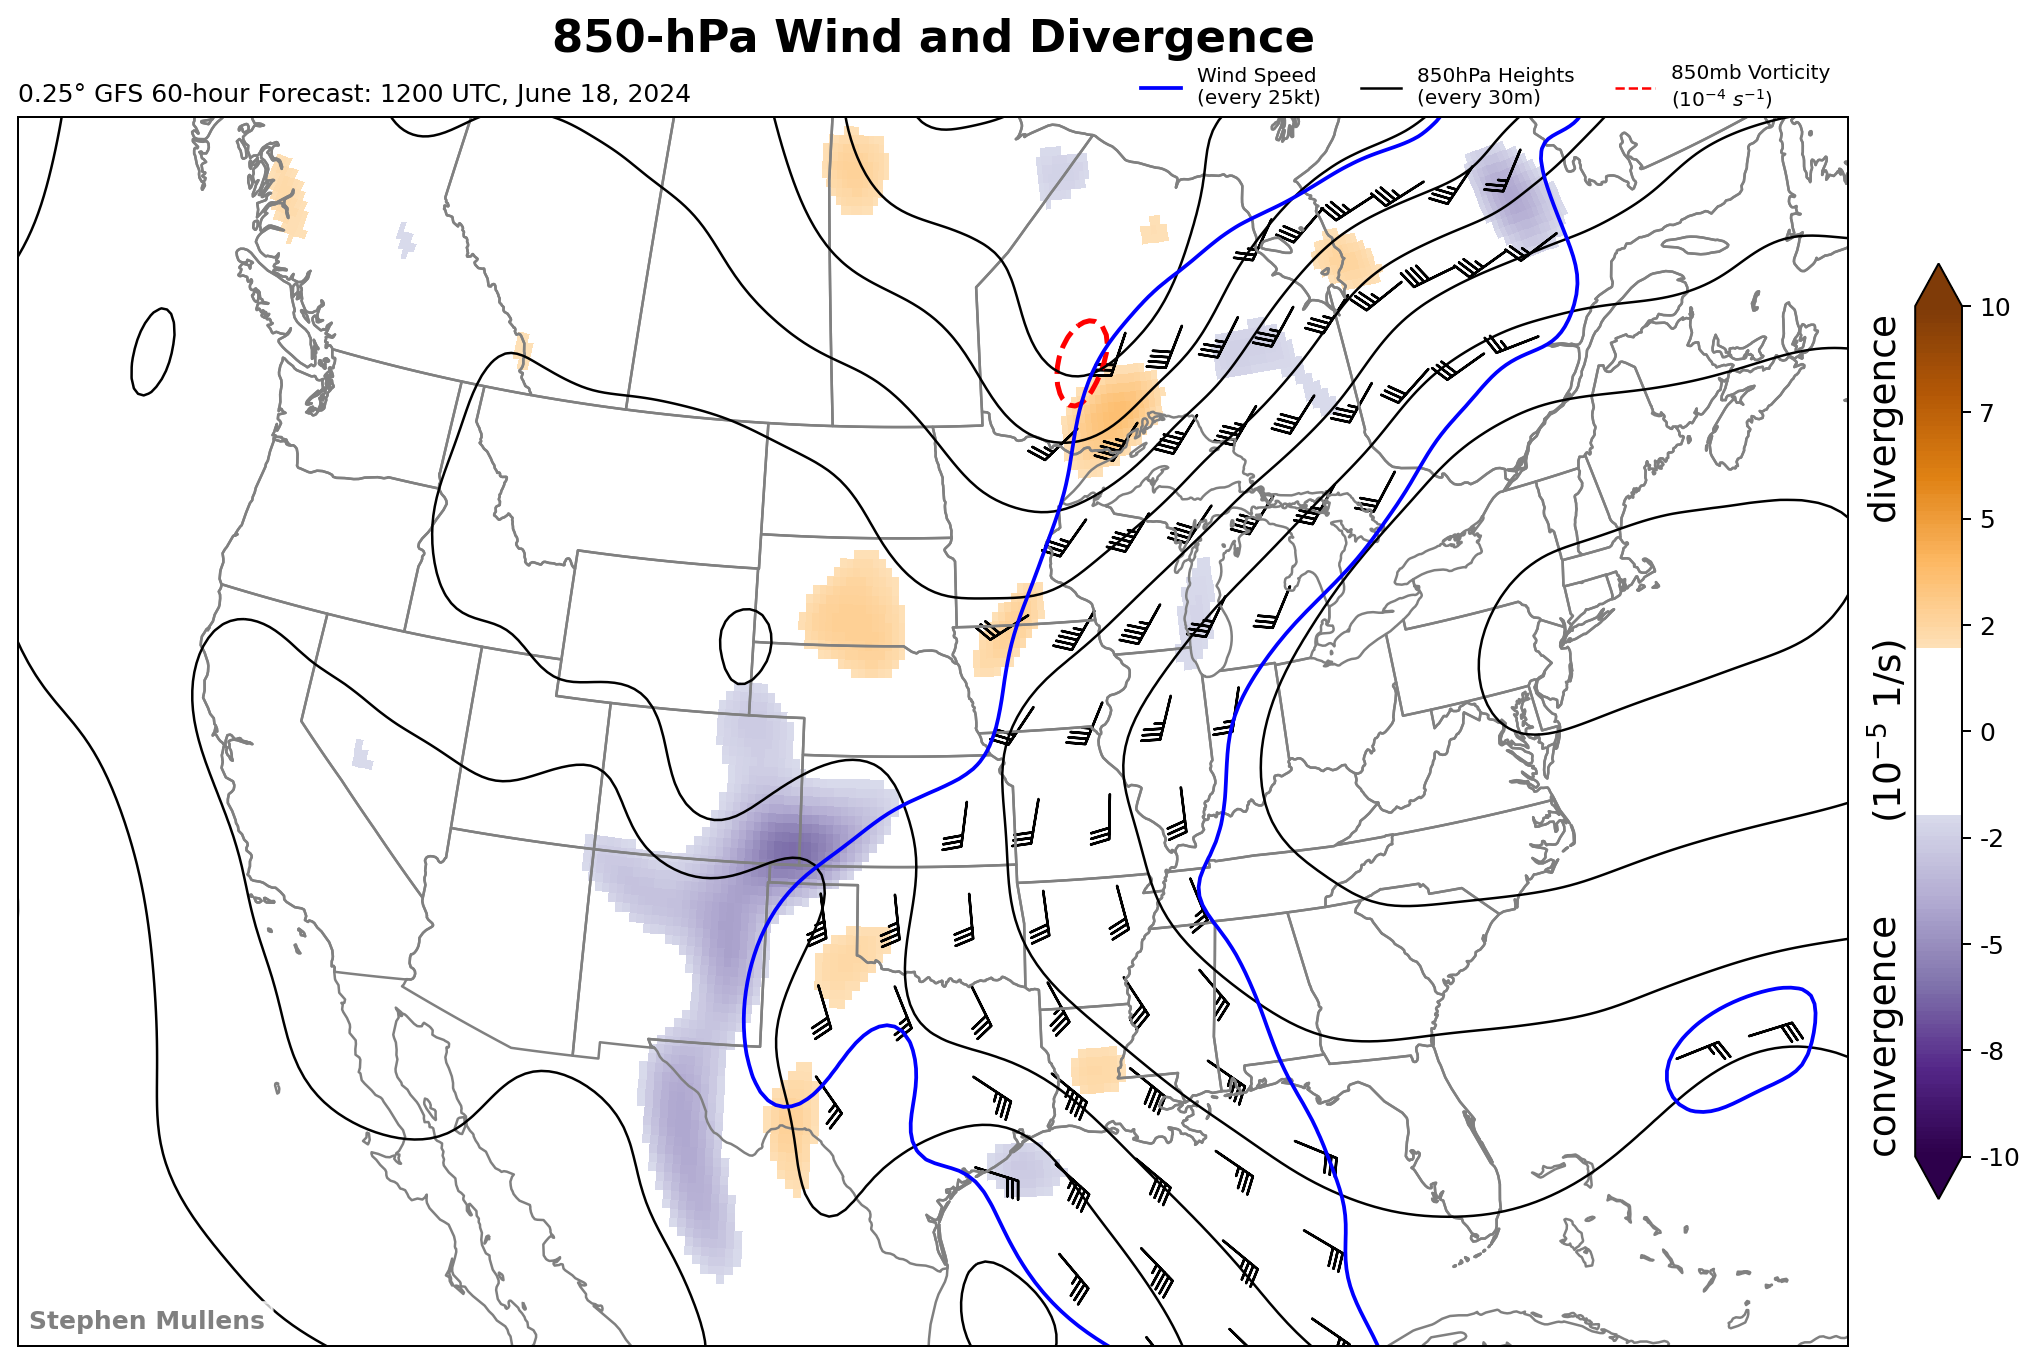 850-hPa Wind and Divergence
0.25° GFS 60-hour Forecast: 1200 UTC, June 18, 2024
Wind Speed
(every 25kt)
850hPa Heights
(every 30m)
850mb Vorticity
(10⁻⁴ s⁻¹)
10
7
5
2
0
-2
-5
-8
-10
convergence (10⁻⁵ 1/s) divergence
Stephen Mullens